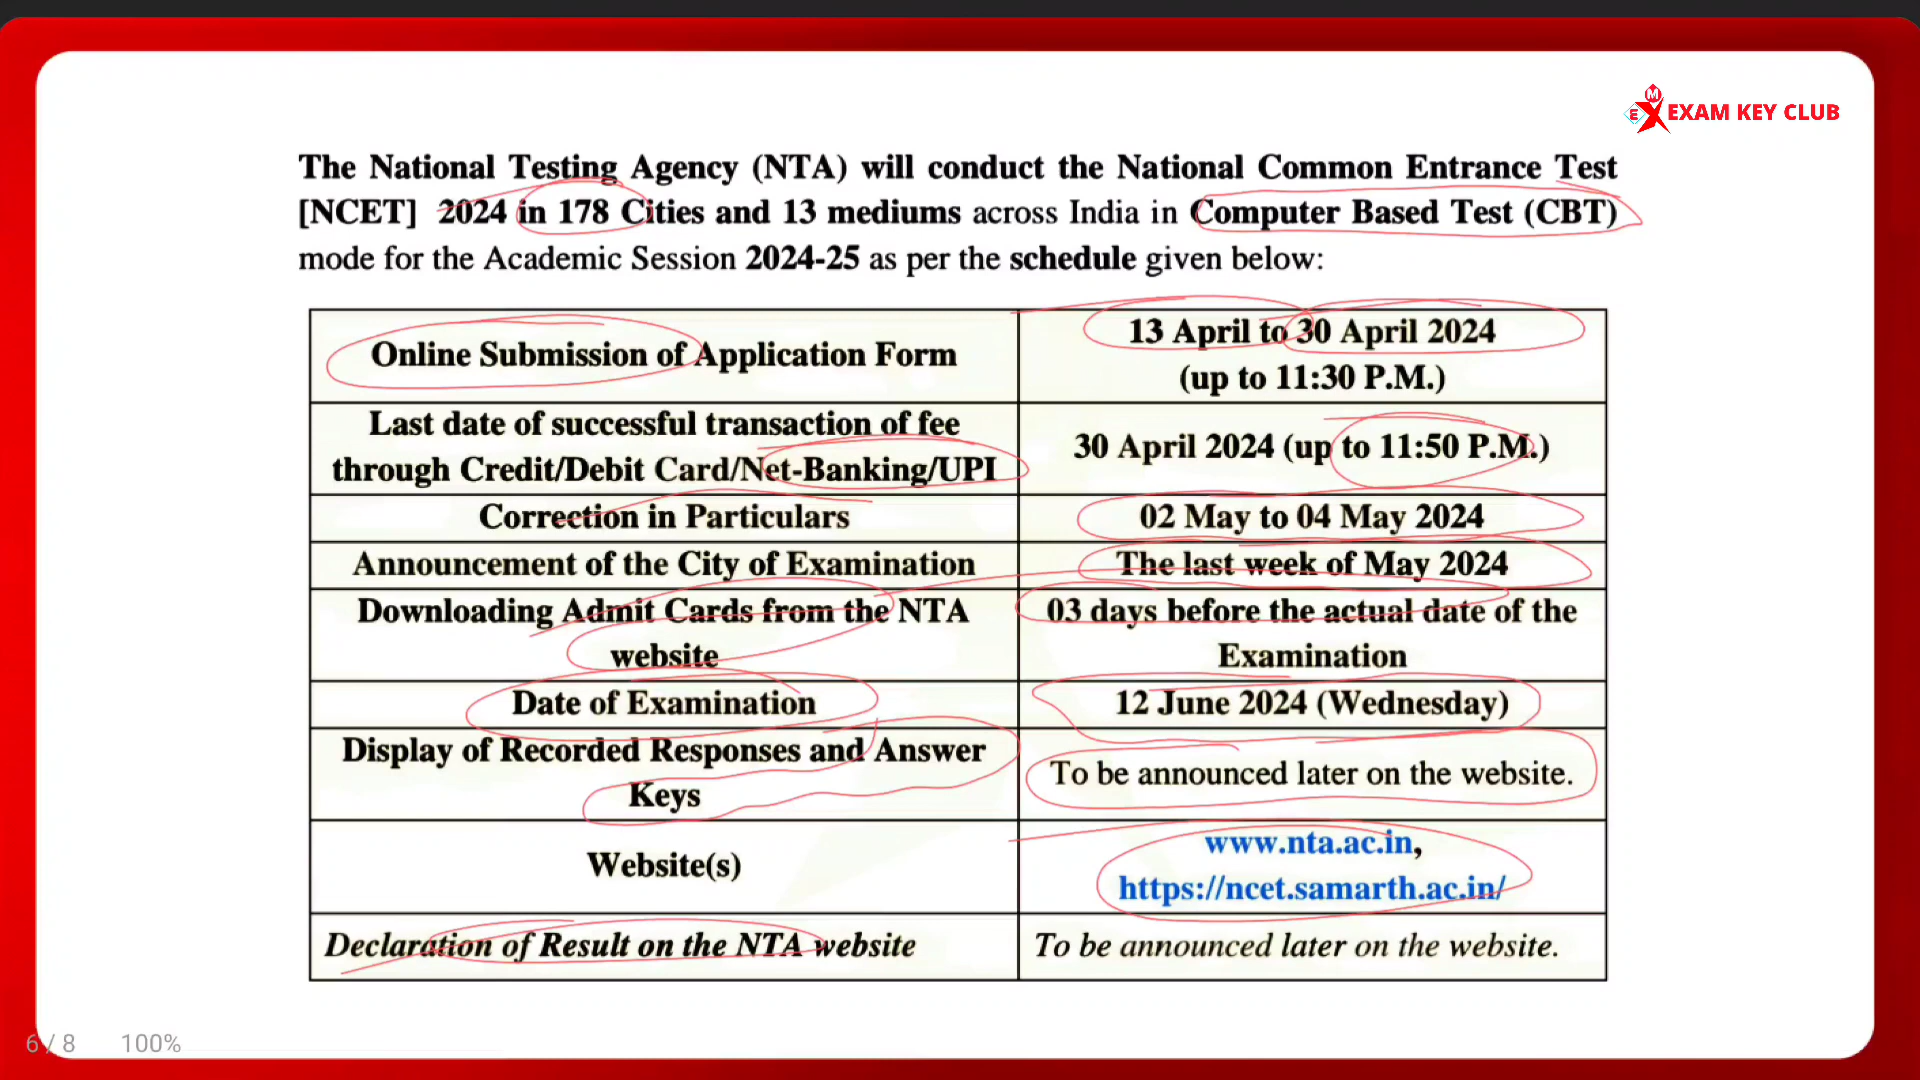 EXAM KEY CLUB
The National Testing Agency (NTA) will conduct the National Common Entrance Test
[NCET] 2024 in 178 Cities and 13 mediums across India in Computer Based Test (CBT)
mode for the Academic Session 2024-25 as per the schedule given below:
Online Submission of Application Form
13 April to 30 April 2024
(up to 11:30 P.M.)
Last date of successful transaction of fee
through Credit/Debit Card/Net-Banking/UPI
30 April 2024 (up to 11:50 P.M.)
Correction in Particulars
02 May to 04 May 2024
Announcement of the City of Examination
The last week of May 2024
Downloading Admit Cards from the NTA
website
03 days before the actual date of the
Examination
Date of Examination
12 June 2024 (Wednesday)
Display of Recorded Responses and Answer
Keys
To be announced later on the website.
Website(s)
www.nta.ac.in,
https://ncet.samarth.ac.in/
Declaration of Result on the NTA website
To be announced later on the website.
6 / 8 100%